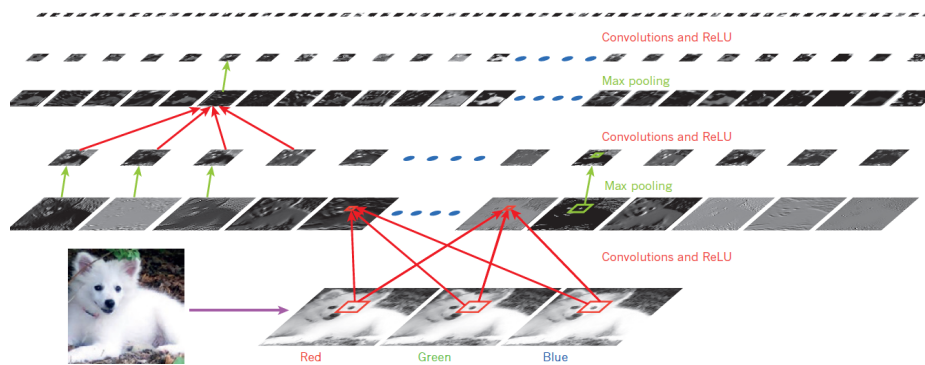 Convolutions and ReLU
Max pooling
Convolutions and ReLU
Max pooling
Convolutions and ReLU
Red
Green
Blue